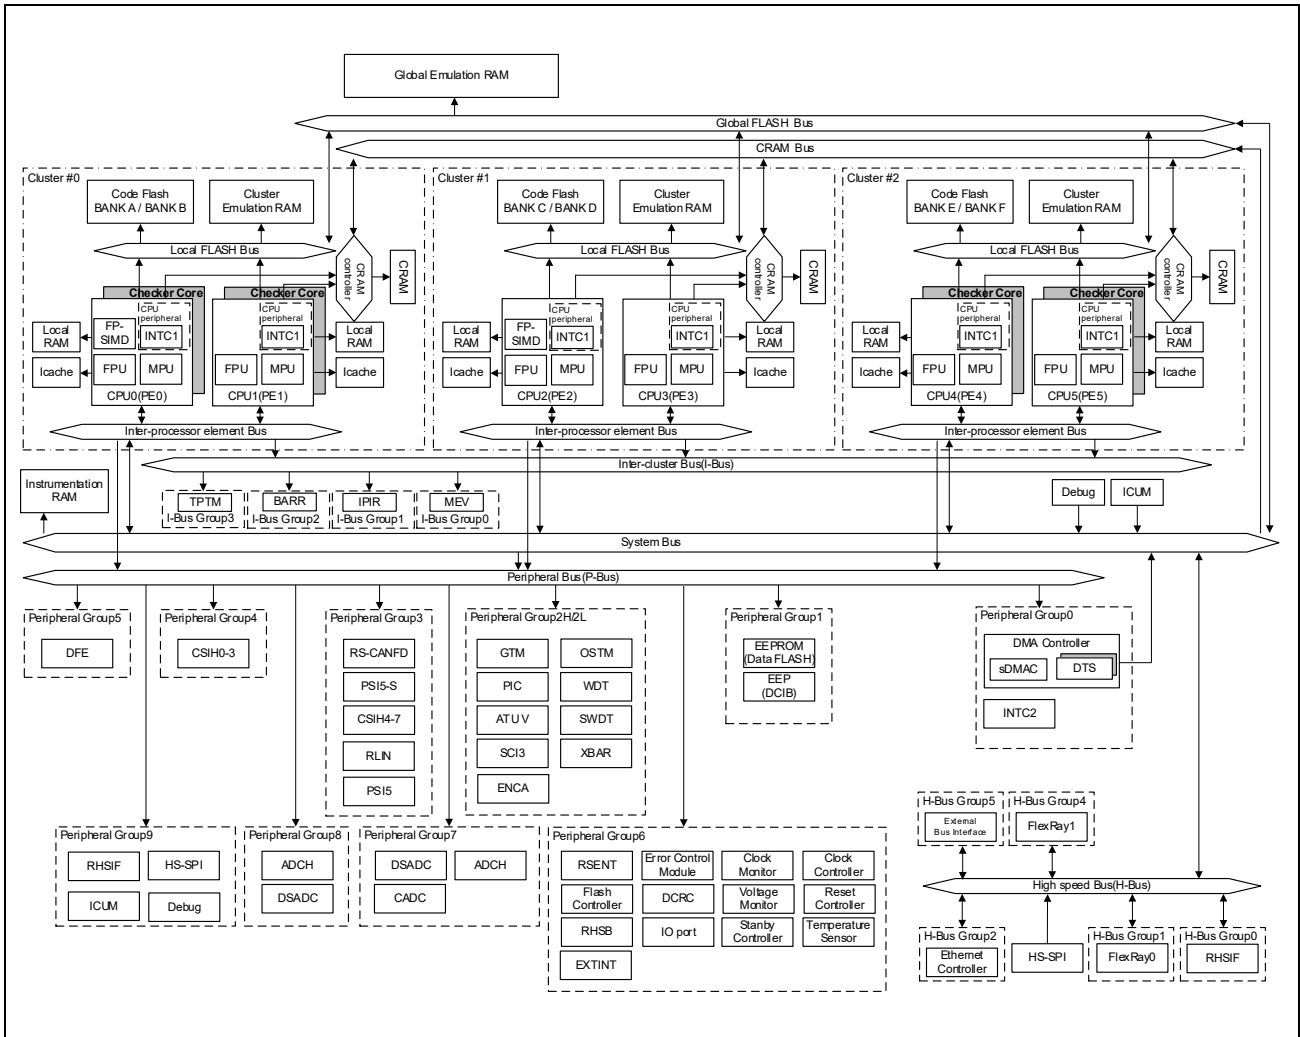 Global Emulation RAM
Global FLASH Bus
CRAM Bus
Cluster #0
Code Flash
BANK A / BANK B
Cluster
Emulation RAM
Local FLASH Bus
CRAM
controller
CRAM
Checker Core
Checker Core
CPU
peripheral
INTC1
FP-
SIMD
FPU
MPU
CPU0(PE0)
CPU
peripheral
INTC1
FPU
MPU
CPU1(PE1)
Local
RAM
Icache
Local
RAM
Icache
Inter-processor element Bus
Cluster #1
Code Flash
BANK C / BANK D
Cluster
Emulation RAM
Local FLASH Bus
CRAM
controller
CRAM
CPU
peripheral
INTC1
FP-
SIMD
FPU
MPU
CPU2(PE2)
CPU
peripheral
INTC1
FPU
MPU
CPU3(PE3)
Local
RAM
Icache
Local
RAM
Icache
Inter-processor element Bus
Cluster #2
Code Flash
BANK E / BANK F
Cluster
Emulation RAM
Local FLASH Bus
CRAM
controller
CRAM
Checker Core
Checker Core
CPU
peripheral
INTC1
FPU
MPU
CPU4(PE4)
CPU
peripheral
INTC1
FPU
MPU
CPU5(PE5)
Local
RAM
Icache
Local
RAM
Icache
Inter-processor element Bus
Inter-cluster Bus(I-Bus)
Instrumentation
RAM
TPTM
I-Bus Group3
BARR
I-Bus Group2
IPIR
I-Bus Group1
MEV
I-Bus Group0
Debug
ICUM
System Bus
Peripheral Bus(P-Bus)
Peripheral Group5
DFE
Peripheral Group4
CSIH0-3
Peripheral Group3
RS-CANFD
PSI5-S
CSIH4-7
RLIN
PSI5
Peripheral Group2H/2L
GTM
OSTM
PIC
WDT
ATU V
SWDT
SCI3
XBAR
ENCA
Peripheral Group1
EEPROM
(Data FLASH)
EEP
(DCIB)
Peripheral Group0
DMA Controller
sDMAC
DTS
INTC2
Peripheral Group9
RHSIF
HS-SPI
ICUM
Debug
Peripheral Group8
ADCH
DSADC
Peripheral Group7
DSADC
ADCH
CADC
Peripheral Group6
RSENT
Error Control
Module
Clock
Monitor
Clock
Controller
Flash
Controller
DCRC
Voltage
Monitor
Reset
Controller
RHSB
IO port
Stanby
Controller
Temperature
Sensor
EXTINT
H-Bus Group5
External
Bus Interface
H-Bus Group4
FlexRay1
High speed Bus(H-Bus)
H-Bus Group2
Ethernet
Controller
HS-SPI
H-Bus Group1
FlexRay0
H-Bus Group0
RHSIF